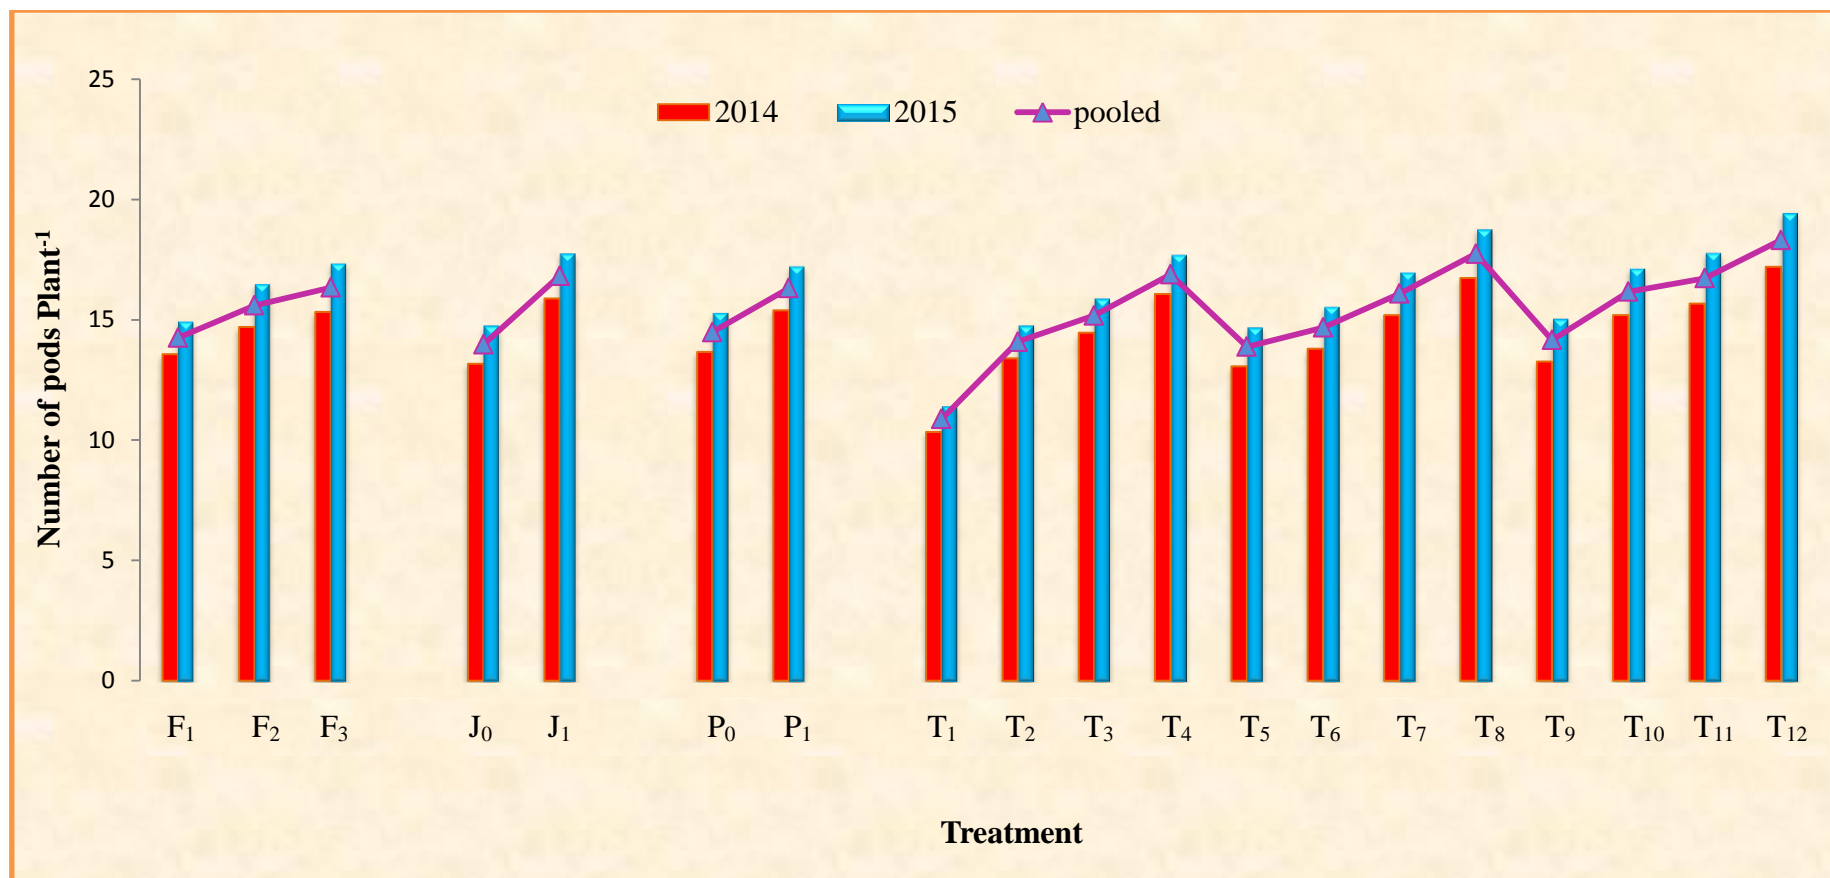 25
20
15
10
5
0
Number of pods Plant⁻¹
2014 2015 pooled
F₁ F₂ F₃ J₀ J₁ P₀ P₁ T₁ T₂ T₃ T₄ T₅ T₆ T₇ T₈ T₉ T₁₀ T₁₁ T₁₂
Treatment